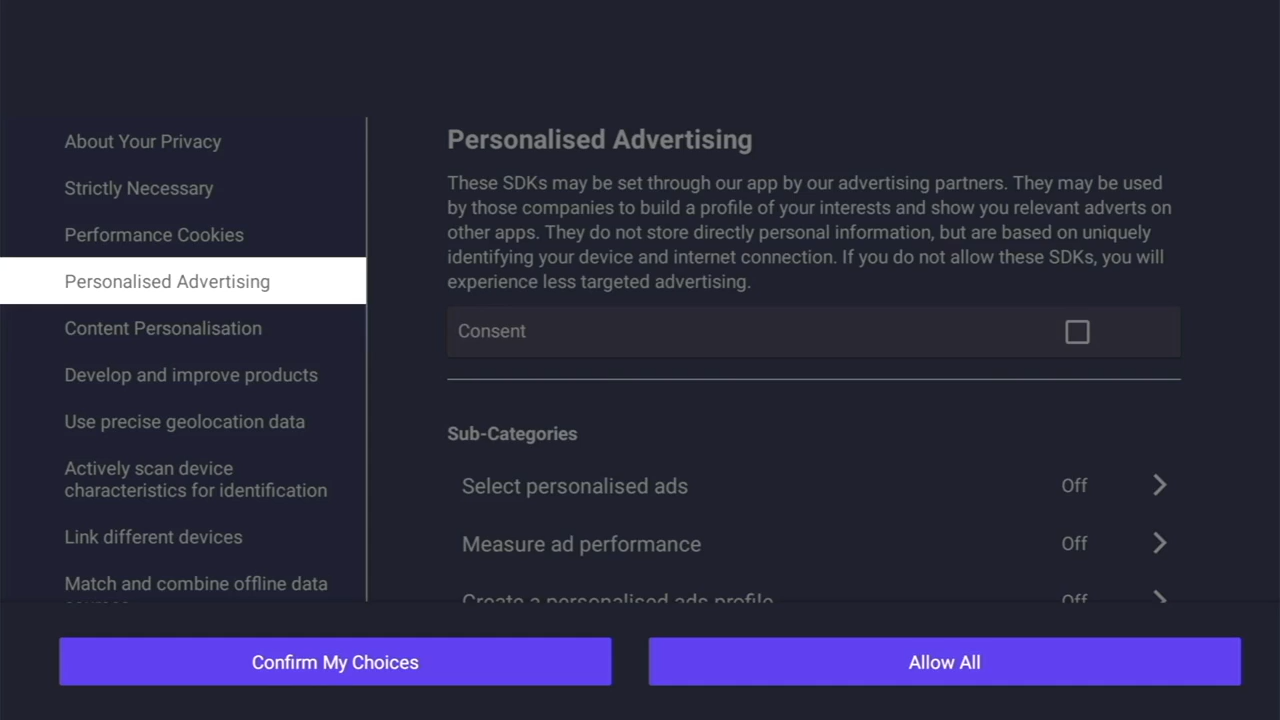 About Your Privacy
Strictly Necessary
Performance Cookies
Personalised Advertising
Content Personalisation
Develop and improve products
Use precise geolocation data
Actively scan device
characteristics for identification
Link different devices
Match and combine offline data
Personalised Advertising
These SDKs may be set through our app by our advertising partners. They may be used
by those companies to build a profile of your interests and show you relevant adverts on
other apps. They do not store directly personal information, but are based on uniquely
identifying your device and internet connection. If you do not allow these SDKs, you will
experience less targeted advertising.
Consent
Sub-Categories
Select personalised ads Off
Measure ad performance Off
Create a personalised ads profile Off
Confirm My Choices
Allow All